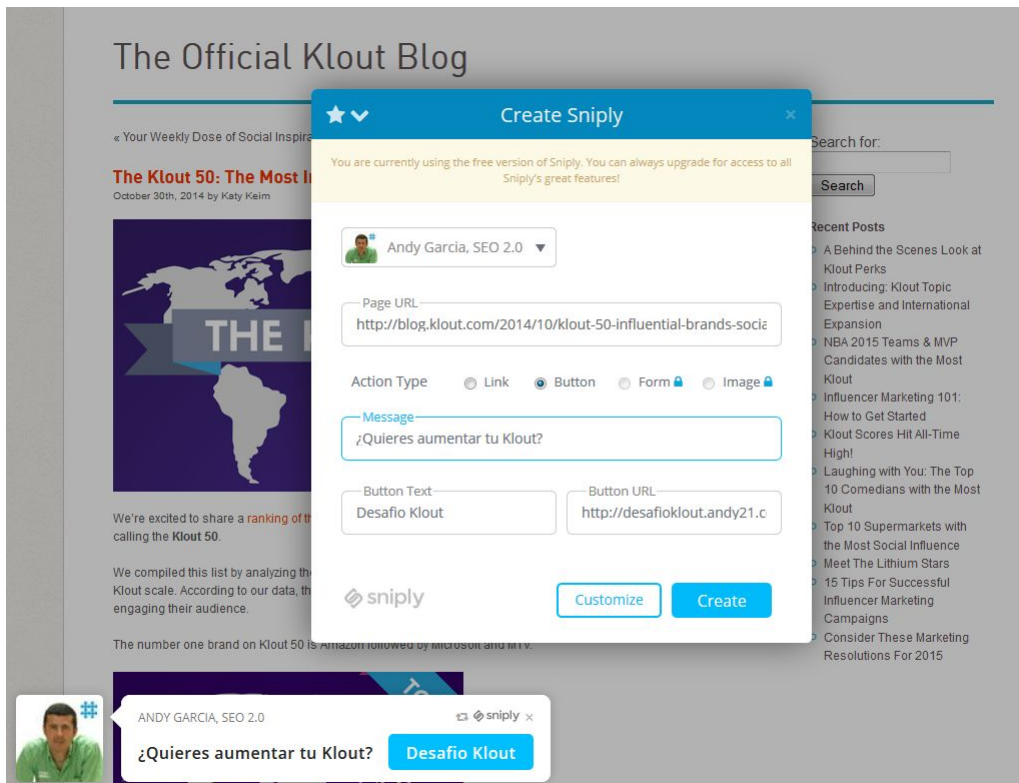 The Official Klout Blog
« Your Weekly Dose of Social
The Klout 50: The Most
October 30th, 2014 by Katy Keim
THE
We're excited to share a ranking of
calling the Klout 50.
We compiled this list by analyzing
Klout scale. According to our data,
engaging their audience.
The number one brand on Klout 50 is Amazon followed by Microsoft and MTV.
Create Sniply
×
You are currently using the free version of Sniply. You can always upgrade for access to all
Sniply's great features!
Andy Garcia, SEO 2.0
Page URL
http://blog.klout.com/2014/10/klout-50-influential-brands-socia
Action Type Link Button Form Image
Message
¿Quieres aumentar tu Klout?
Button Text Button URL
Desafio Klout http://desafioklout.andy21.c
sniply Customize Create
Search for:
Search
Recent Posts
A Behind the Scenes Look at
Klout Perks
Introducing: Klout Topic
Expertise and International
Expansion
NBA 2015 Teams & MVP
Candidates with the Most
Klout
Influencer Marketing 101:
How to Get Started
Klout Scores Hit All-Time
High!
Laughing with You: The Top
10 Comedians with the Most
Klout
Top 10 Supermarkets with
the Most Social Influence
Meet The Lithium Stars
15 Tips For Successful
Influencer Marketing
Campaigns
Consider These Marketing
Resolutions For 2015
#
ANDY GARCIA, SEO 2.0 sniply ×
¿Quieres aumentar tu Klout? Desafio Klout